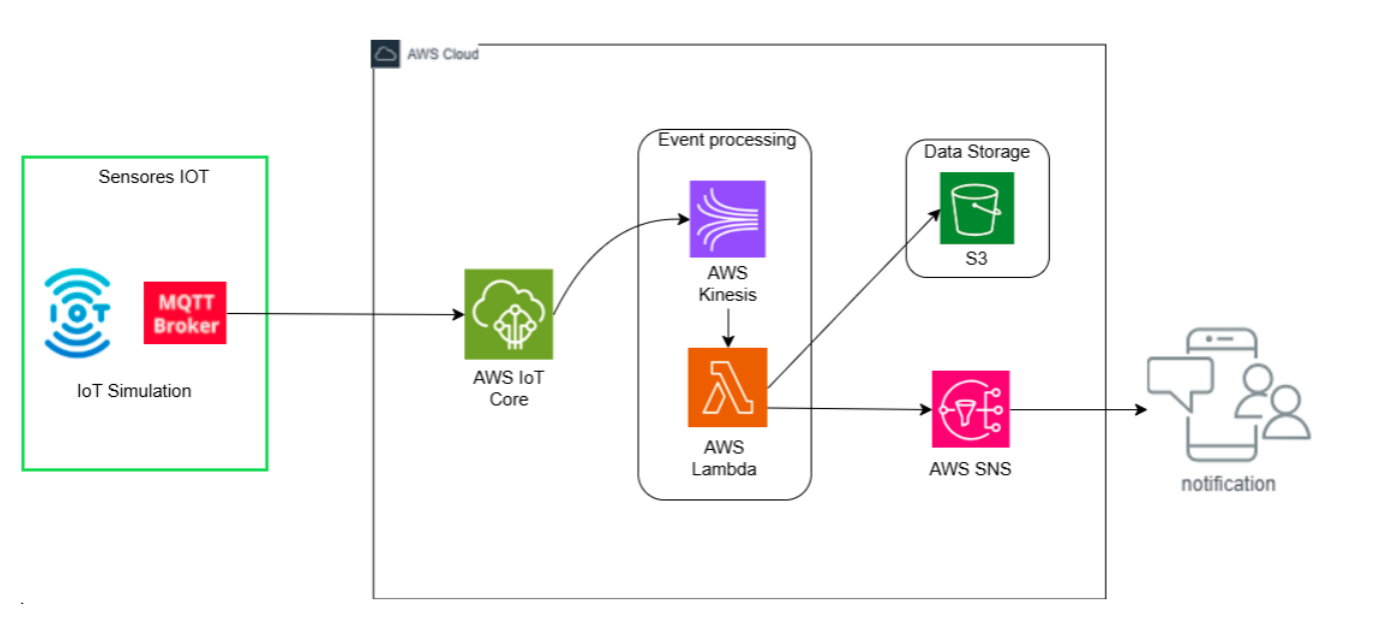 AWS Cloud
Sensores IOT
IoT
MQTT
Broker
IoT Simulation
AWS IoT
Core
Event processing
AWS
Kinesis
AWS
Lambda
Data Storage
S3
AWS SNS
notification